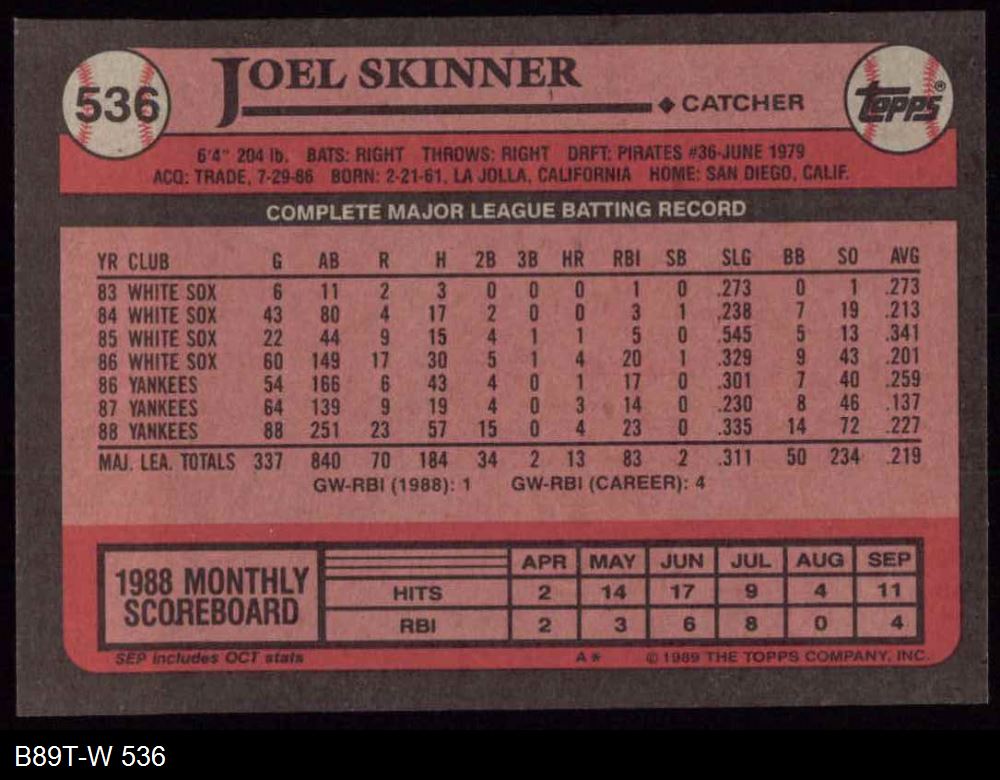 536
JOEL SKINNER
◆ CATCHER
topps®
6'4" 204 lb. BATS: RIGHT THROWS: RIGHT DRFT: PIRATES #36-JUNE 1979
ACQ: TRADE, 7-29-86 BORN: 2-21-61, LA JOLLA, CALIFORNIA HOME: SAN DIEGO, CALIF.
COMPLETE MAJOR LEAGUE BATTING RECORD
YR CLUB G AB R H 2B 3B HR RBI SB SLG BB SO AVG
83 WHITE SOX 6 11 2 3 0 0 0 1 0 .273 0 1 .273
84 WHITE SOX 43 80 4 17 2 0 0 3 1 .238 7 19 .213
85 WHITE SOX 22 44 9 15 4 1 1 5 0 .545 5 13 .341
86 WHITE SOX 60 149 17 30 5 1 4 20 1 .329 9 43 .201
86 YANKEES 54 166 6 43 4 0 1 17 0 .301 7 40 .259
87 YANKEES 64 139 9 19 4 0 3 14 0 .230 8 46 .137
88 YANKEES 88 251 23 57 15 0 4 23 0 .335 14 72 .227
MAJ. LEA. TOTALS 337 840 70 184 34 2 13 83 2 .311 50 234 .219
GW-RBI (1988): 1 GW-RBI (CAREER): 4
1988 MONTHLY SCOREBOARD
APR MAY JUN JUL AUG SEP
HITS 2 14 17 9 4 11
RBI 2 3 6 8 0 4
SEP includes OCT stats A* © 1989 THE TOPPS COMPANY, INC.
B89T-W 536